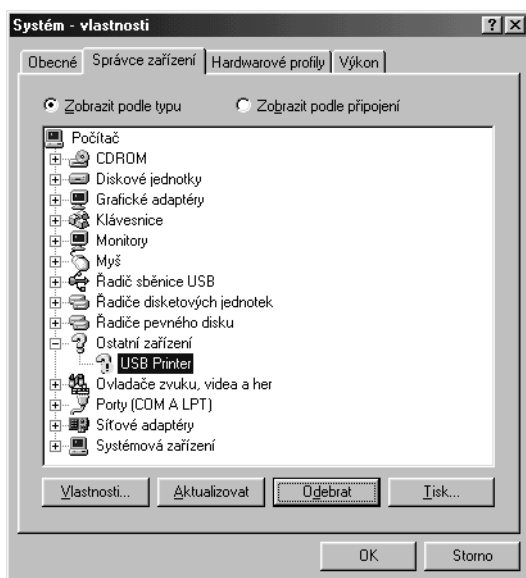 Systém - vlastnosti
Obecné Správce zařízení Hardwarové profily Výkon
Zobrazit podle typu Zobrazit podle připojení
Počítač
CDROM
Diskové jednotky
Grafické adaptéry
Klávesnice
Monitory
Myš
Řadič sběnice USB
Řadiče disketových jednotek
Řadiče pevného disku
Ostatní zařízení
USB Printer
Ovladače zvuku, videa a her
Porty (COM A LPT)
Síťové adaptéry
Systémová zařízení
Vlastnosti... Aktualizovat Odebrat Tisk...
OK Storno